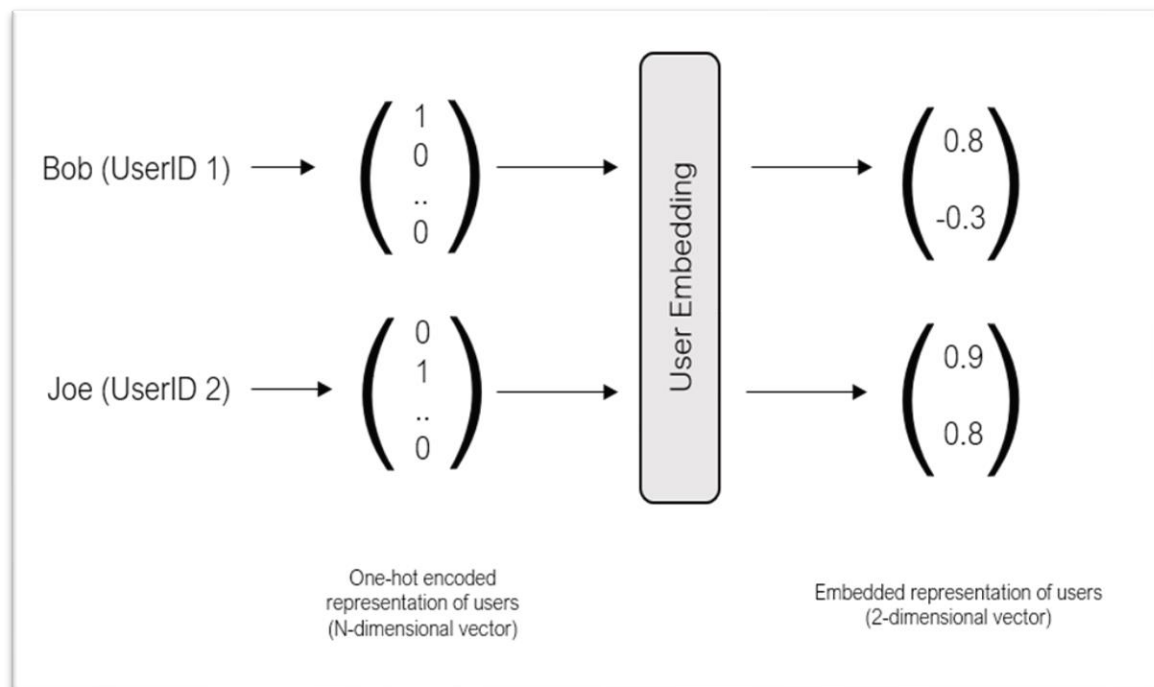 Bob (UserID 1)
1
0
..
0
User Embedding
0.8
-0.3
Joe (UserID 2)
0
1
..
0
0.9
0.8
One-hot encoded
representation of users
(N-dimensional vector)
Embedded representation of users
(2-dimensional vector)